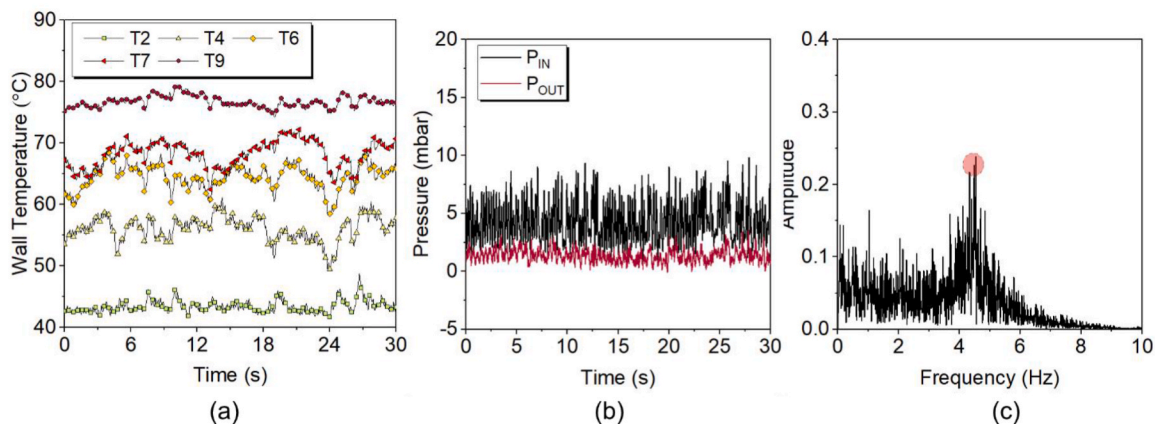 90
80
70
60
50
40
Wall Temperature (°C)
T2 T4 T6
T7 T9
0 6 12 18 24 30
Time (s)
(a)
20
15
10
5
0
-5
Pressure (mbar)
P_IN
P_OUT
0 5 10 15 20 25 30
Time (s)
(b)
0.4
0.3
0.2
0.1
0.0
Amplitude
0 2 4 6 8 10
Frequency (Hz)
(c)